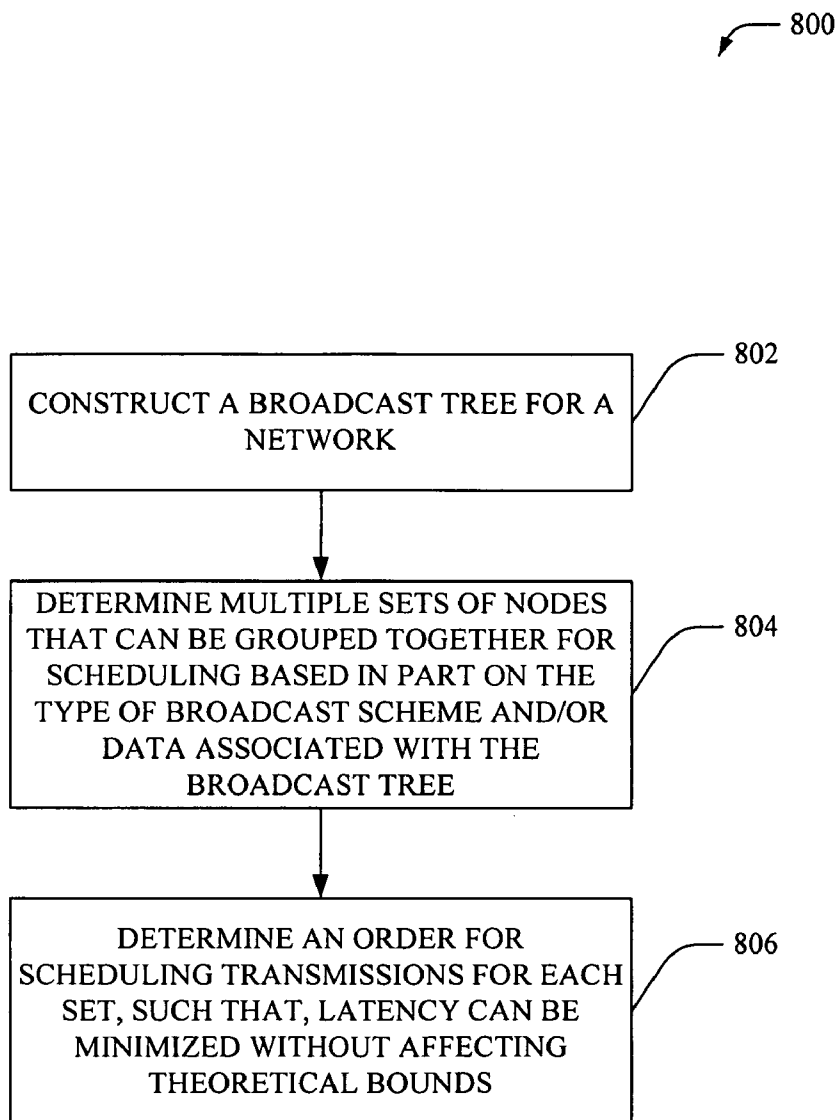 800
802
CONSTRUCT A BROADCAST TREE FOR A
NETWORK
804
DETERMINE MULTIPLE SETS OF NODES
THAT CAN BE GROUPED TOGETHER FOR
SCHEDULING BASED IN PART ON THE
TYPE OF BROADCAST SCHEME AND/OR
DATA ASSOCIATED WITH THE
BROADCAST TREE
806
DETERMINE AN ORDER FOR
SCHEDULING TRANSMISSIONS FOR EACH
SET, SUCH THAT, LATENCY CAN BE
MINIMIZED WITHOUT AFFECTING
THEORETICAL BOUNDS